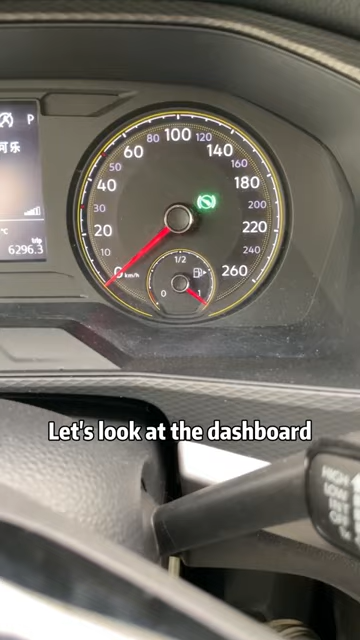 P
可乐
°C
trip
6296.3
0 km/h
10
20
30
40
60
80
100
120
140
160
180
200
220
240
260
1/2
0
1
Let's look at the dashboard
HIGH
LOW